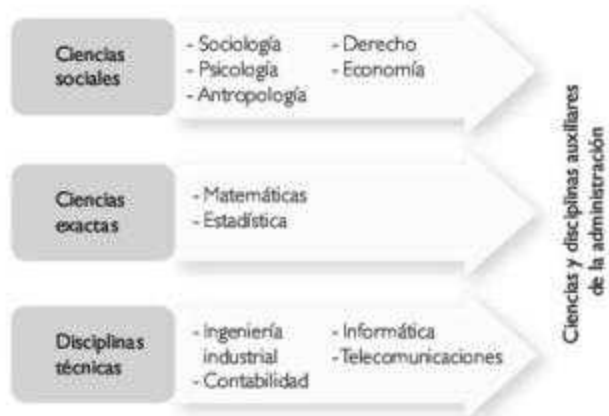 Ciencias
sociales
- Sociología
- Psicología
- Antropología
- Derecho
- Economía
Ciencias
exactas
- Matemáticas
- Estadística
Disciplinas
técnicas
- Ingeniería
industrial
- Contabilidad
- Informática
- Telecomunicaciones
Ciencias y disciplinas auxiliares
de la administración